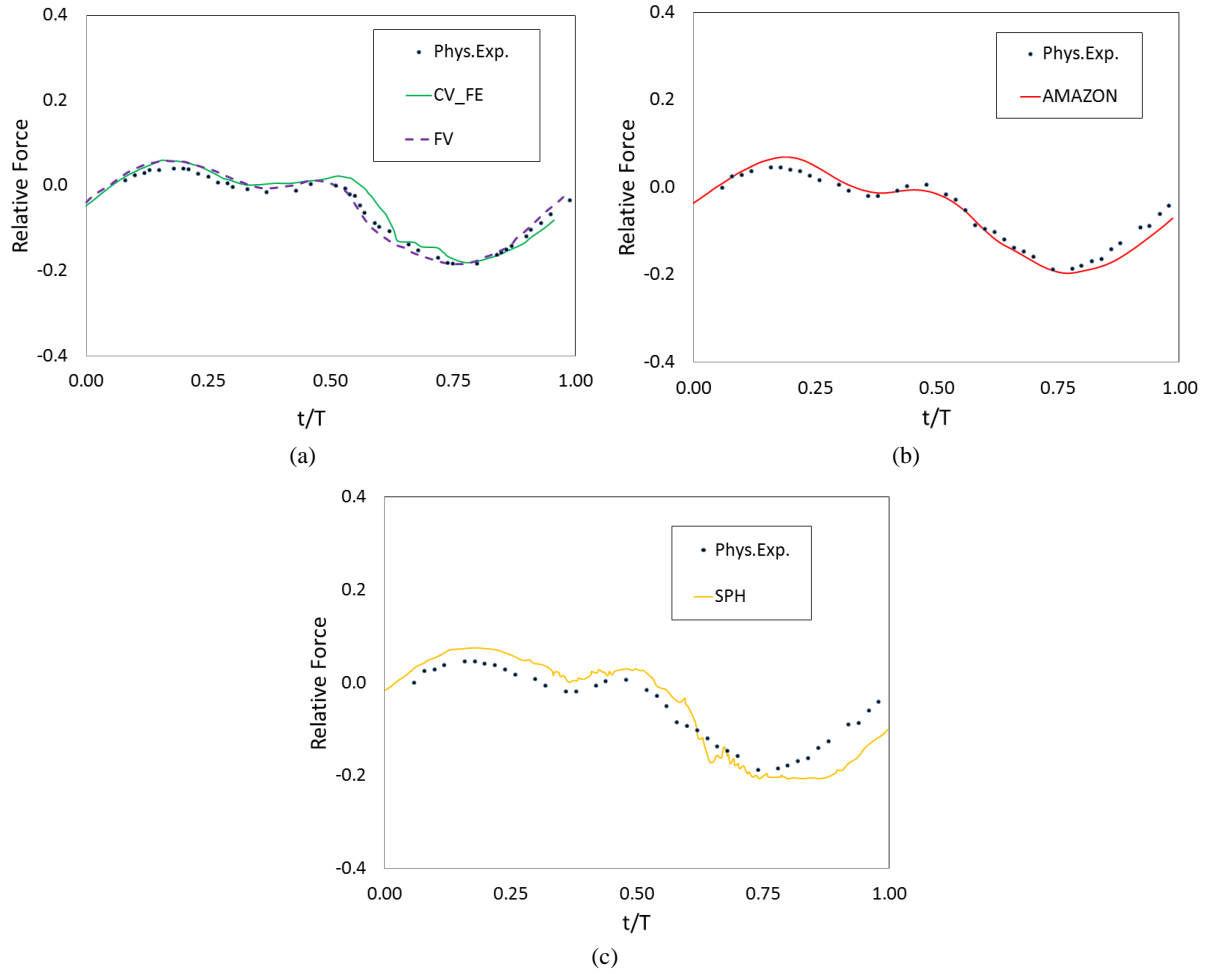 0.4
0.2
0.0
-0.2
-0.4
Relative Force
Phys.Exp.
CV_FE
FV
0.00 0.25 0.50 0.75 1.00
t/T
(a)
0.4
0.2
0.0
-0.2
-0.4
Relative Force
Phys.Exp.
AMAZON
0.00 0.25 0.50 0.75 1.00
t/T
(b)
0.4
0.2
0.0
-0.2
-0.4
Relative Force
Phys.Exp.
SPH
0.00 0.25 0.50 0.75 1.00
t/T
(c)